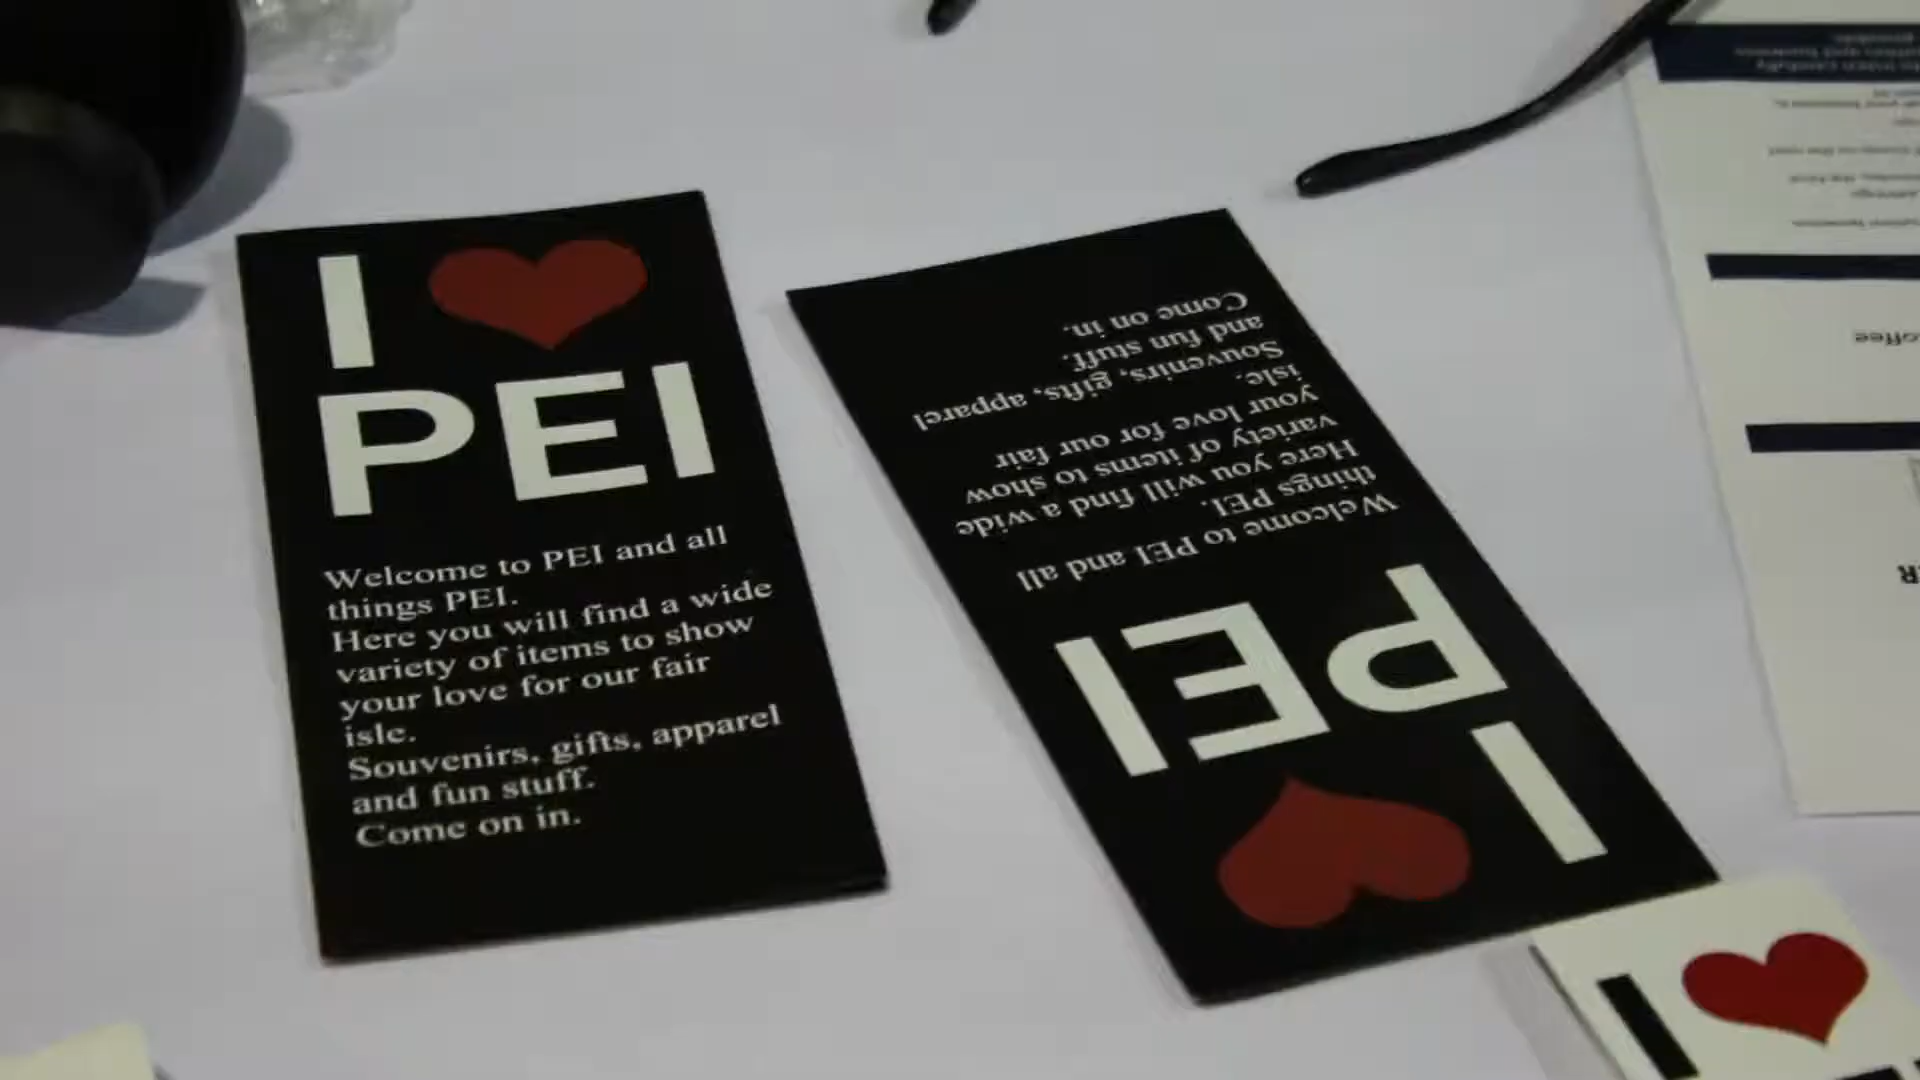 I ❤
PEI
Welcome to PEI and all
things PEI.
Here you will find a wide
variety of items to show
your love for our fair
isle.
Souvenirs, gifts, apparel
and fun stuff.
Come on in.
I ❤
PEI
Welcome to PEI and all
things PEI.
Here you will find a wide
variety of items to show
your love for our fair
isle.
Souvenirs, gifts, apparel
and fun stuff.
Come on in.
I ❤